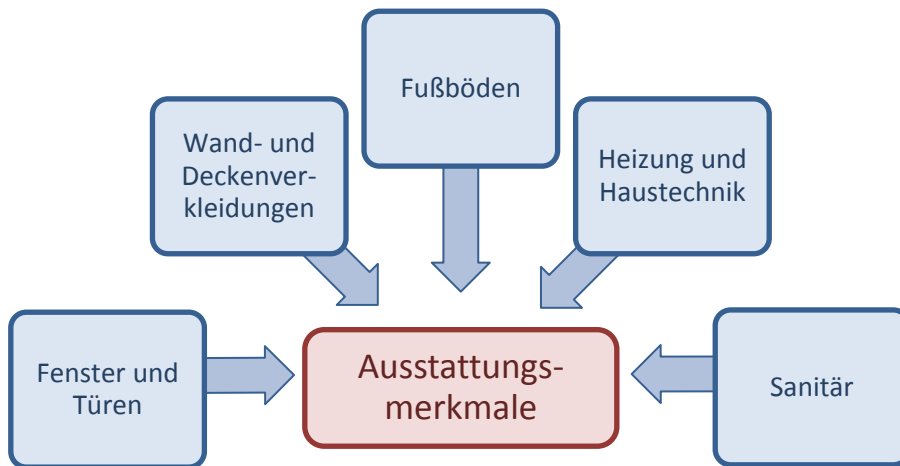 Fußböden
Wand- und
Deckenver-
kleidungen
Heizung und
Haustechnik
Fenster und
Türen
Ausstattungs-
merkmale
Sanitär